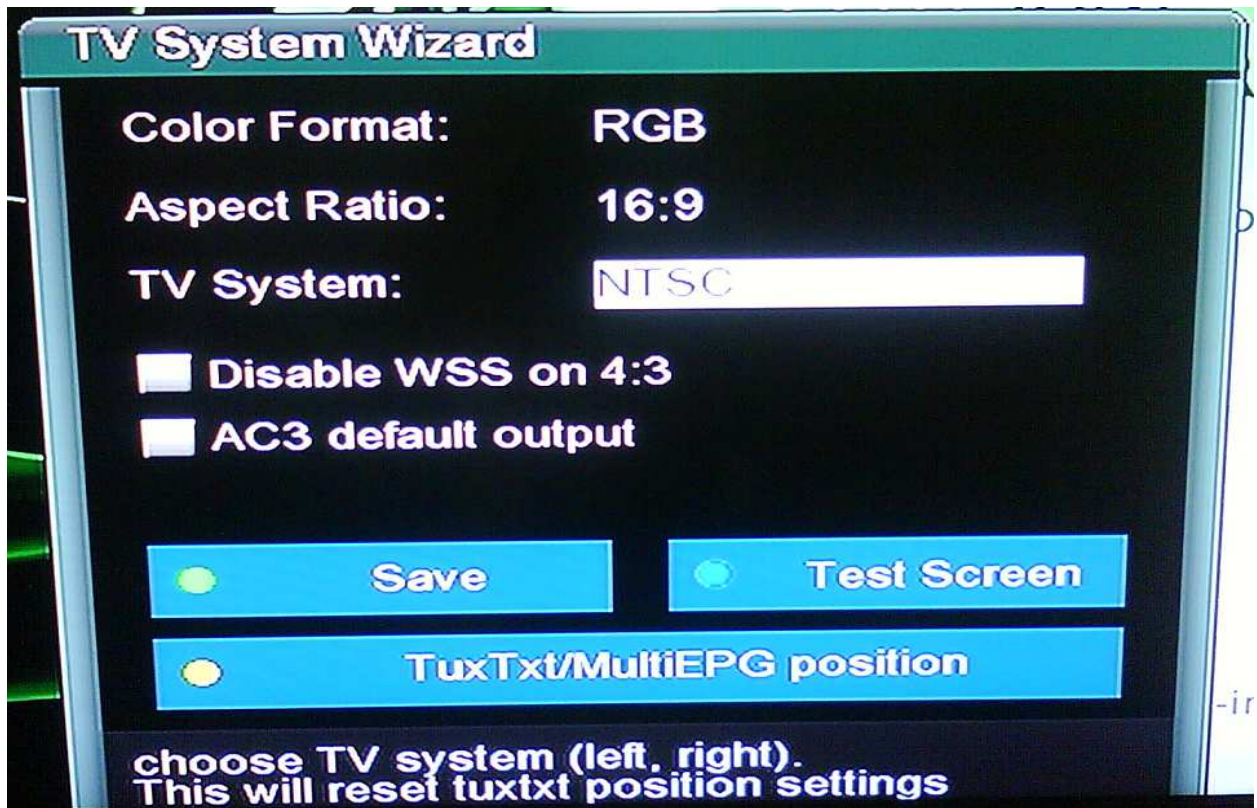 TV System Wizard
Color Format: RGB
Aspect Ratio: 16:9
TV System: NTSC
Disable WSS on 4:3
AC3 default output
Save Test Screen
TuxTxt/MultiEPG position
choose TV system (left, right).
This will reset tuxtxt position settings